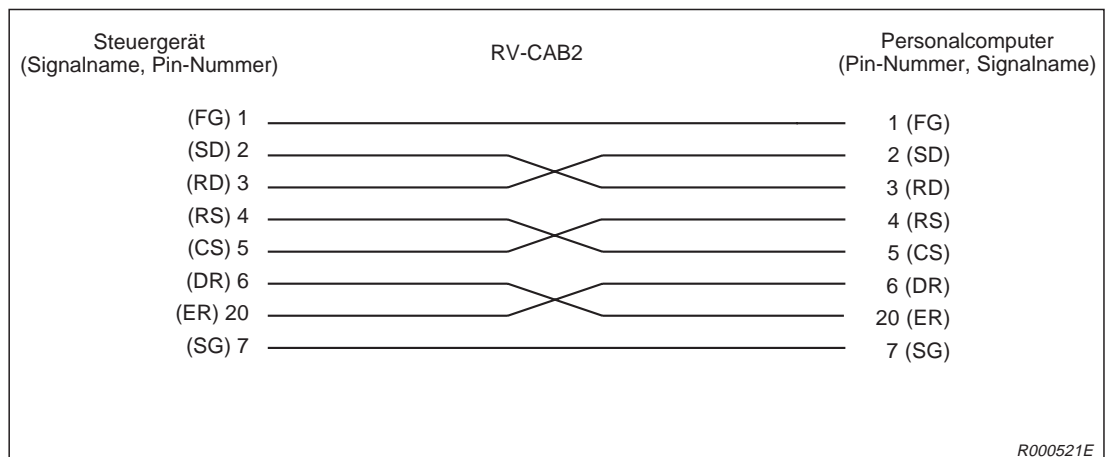 Steuergerät
(Signalname, Pin-Nummer)
RV-CAB2
Personalcomputer
(Pin-Nummer, Signalname)
(FG) 1
1 (FG)
(SD) 2
2 (SD)
(RD) 3
3 (RD)
(RS) 4
4 (RS)
(CS) 5
5 (CS)
(DR) 6
6 (DR)
(ER) 20
20 (ER)
(SG) 7
7 (SG)
R000521E